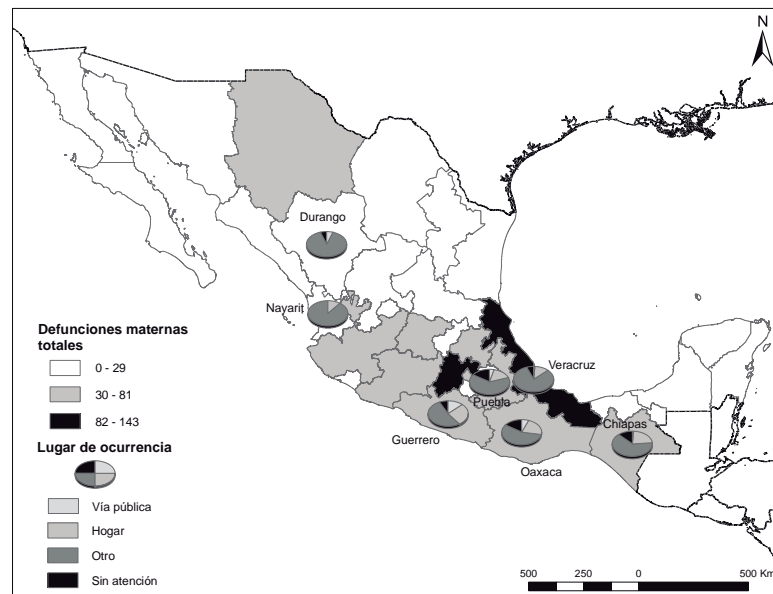 N
Durango
Nayarit
Veracruz
Puebla
Chiapas
Guerrero
Oaxaca
Defunciones maternas
totales
0 - 29
30 - 81
82 - 143
Lugar de ocurrencia
Vía pública
Hogar
Otro
Sin atención
500 250 0 500 Km